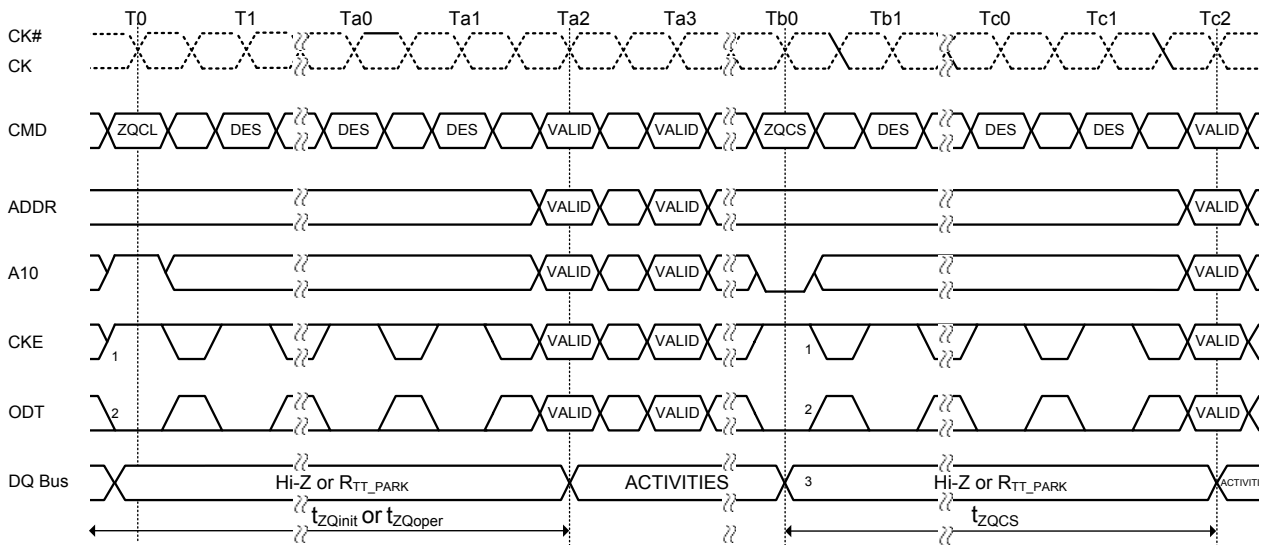 T0 T1 Ta0 Ta1 Ta2 Ta3 Tb0 Tb1 Tc0 Tc1 Tc2
CK#
CK
CMD ZQCL DES DES DES VALID VALID ZQCS DES DES DES VALID
ADDR VALID VALID VALID
A10 VALID VALID VALID
CKE 1 VALID VALID 1 VALID
ODT 2 VALID VALID 2 VALID
DQ Bus Hi-Z or RTT_PARK ACTIVITIES 3 Hi-Z or RTT_PARK ACTIVITI
tZQinit or tZQoper tZQCS